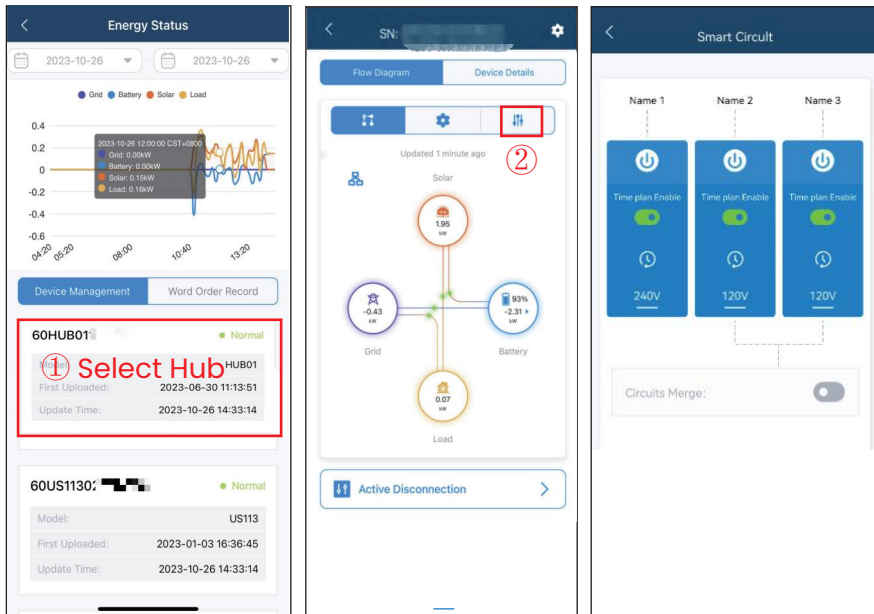 Energy Status
2023-10-26
2023-10-26
Grid Battery Solar Load
0.4
0.2
0
-0.2
-0.4
-0.6
2023-10-26 12:00:00 CST+0800
Grid: 0.00kW
Battery: 0.00kW
Solar: 0.15kW
Load: 0.16kW
04:20 05:20 08:00 10:40 13:20
Device Management Word Order Record
60HUB01 Normal
① Select Hub
HUB01
First Uploaded: 2023-06-30 11:13:51
Update Time: 2023-10-26 14:33:14
60US11302 Normal
Model: US113
First Uploaded: 2023-01-03 16:36:45
Update Time: 2023-10-26 14:33:14
SN:
Flow Diagram Device Details
②
Updated 1 minute ago
Solar
1.95
kW
-0.43
kW
Grid
93%
-2.31
kW
Battery
0.07
kW
Load
Active Disconnection
Smart Circuit
Name 1 Name 2 Name 3
Time plan Enable Time plan Enable Time plan Enable
240V 120V 120V
Circuits Merge: